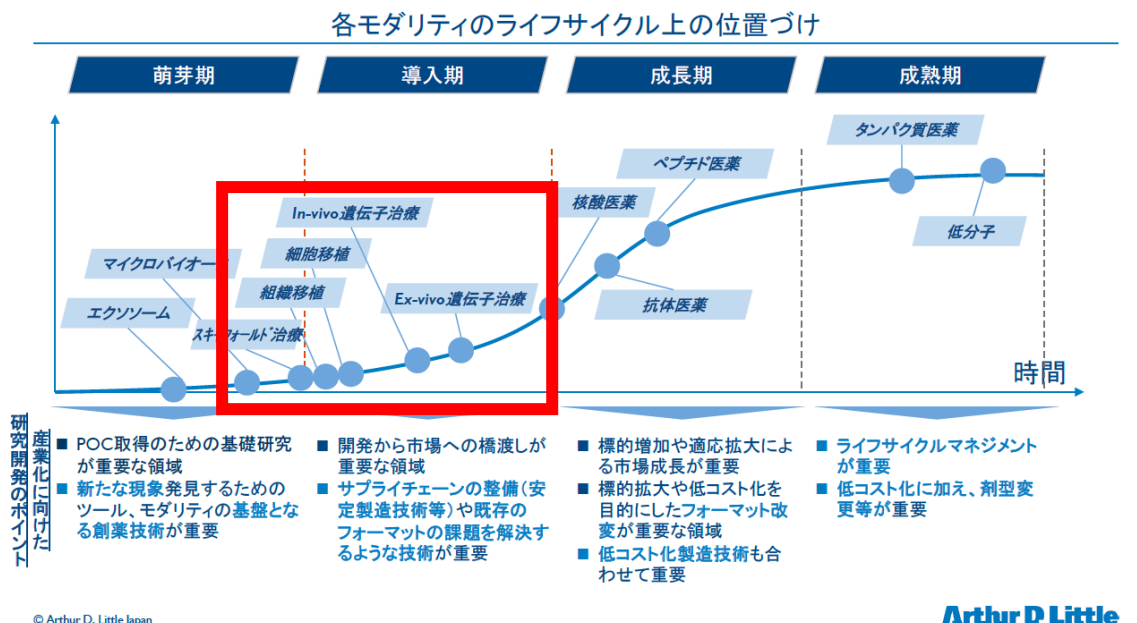 各モダリティのライフサイクル上の位置づけ
萌芽期
導入期
成長期
成熟期
タンパク質医薬
ペプチド医薬
核酸医薬
In-vivo遺伝子治療
低分子
細胞移植
マイクロバイオー
組織移植
Ex-vivo遺伝子治療
抗体医薬
エクソソーム
スキャフォールド治療
時間
産業化に向けた
研究開発のポイント
■ POC取得のための基礎研究
が重要な領域
■ 新たな現象発見するための
ツール、モダリティの基盤とな
る創薬技術が重要
■ 開発から市場への橋渡しが
重要な領域
■ サプライチェーンの整備(安
定製造技術等)や既存の
フォーマットの課題を解決す
るような技術が重要
■ 標的増加や適応拡大によ
る市場成長が重要
■ 標的拡大や低コスト化を
目的にしたフォーマット改
変が重要な領域
■ 低コスト化製造技術も合
わせて重要
■ ライフサイクルマネジメント
が重要
■ 低コスト化に加え、剤型変
更等が重要
© Arthur D. Little Japan
Arthur D Little